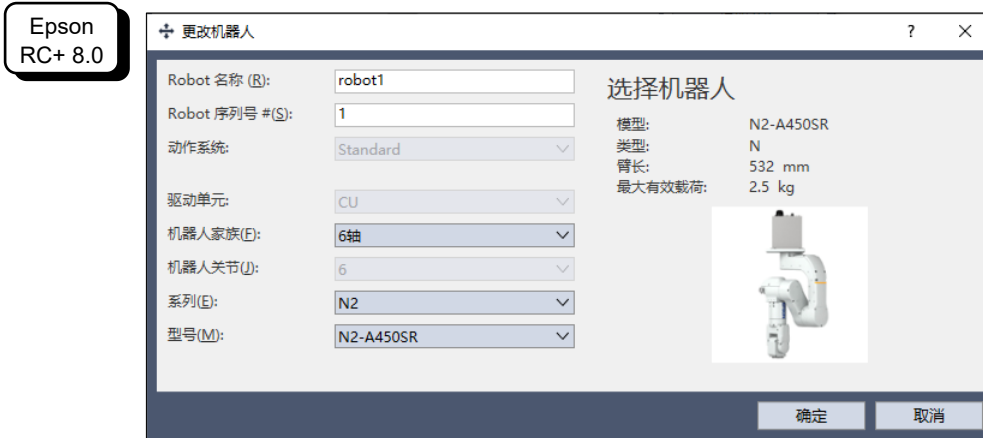 Epson
RC+ 8.0
更改机器人
?
Robot 名称 (R):
robot1
Robot 序列号 #(S):
1
动作系统:
Standard
驱动单元:
CU
机器人家族(F):
6轴
机器人关节(J):
6
系列(E):
N2
型号(M):
N2-A450SR
选择机器人
模型: N2-A450SR
类型: N
臂长: 532 mm
最大有效载荷: 2.5 kg
确定
取消